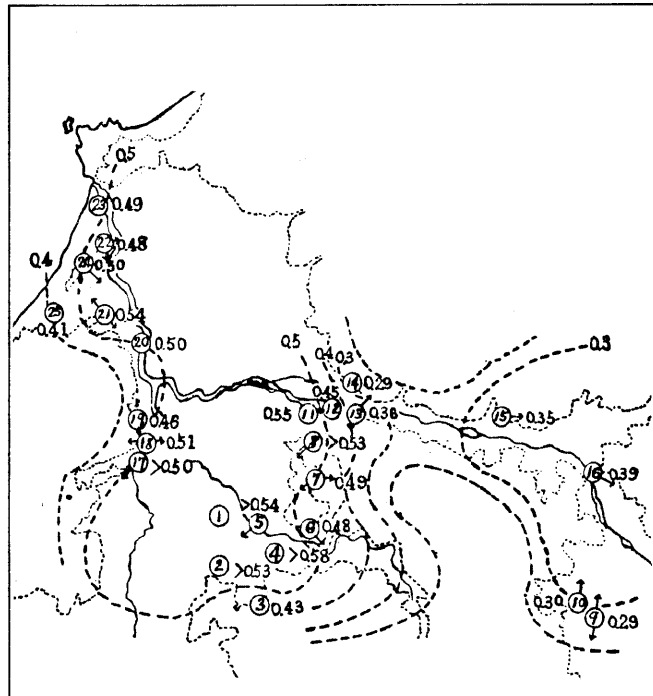 0.5
㉓ 0.49
㉒ 0.48
0.4 ㉔ 0.50
㉕ ㉑ 0.54
0.41
⑳ 0.50
0.5 0.4 0.3 0.3
⑭ 0.29
0.45
0.55 ⑪ ⑫ ⑬ 0.38 ⑮ 0.35
⑲ 0.46
⑱ 0.51 ⑧ >0.53
⑰ >0.50
⑦ 0.49 ⑯ 0.39
>0.54
① ⑤ ⑥ 0.48
④ >0.58
② >0.53
③ 0.43 0.30 ⑩
⑨ 0.29